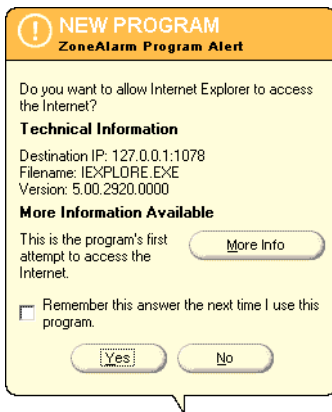 NEW PROGRAM
ZoneAlarm Program Alert
Do you want to allow Internet Explorer to access
the Internet?
Technical Information
Destination IP: 127.0.0.1:1078
Filename: IEXPLORE.EXE
Version: 5.00.2920.0000
More Information Available
This is the program's first
attempt to access the
Internet.
More Info
Remember this answer the next time I use this
program.
Yes
No